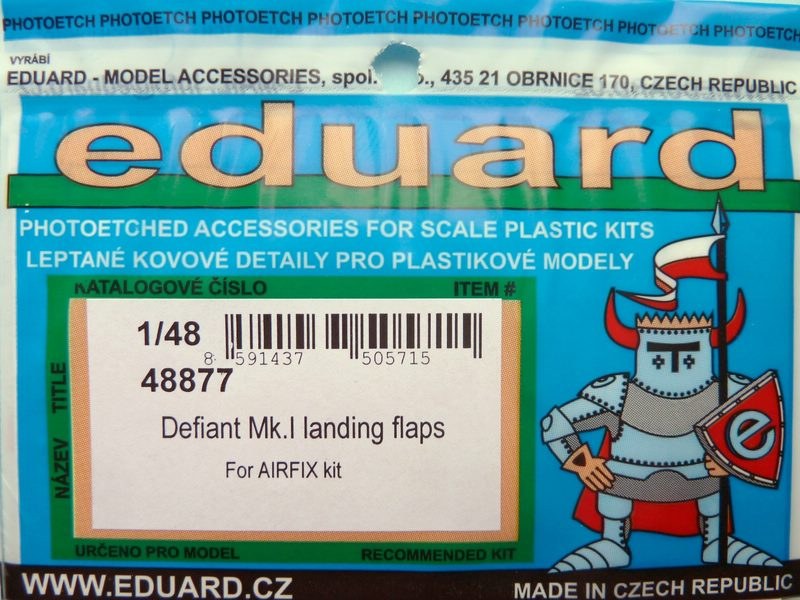 PHOTOETCH PHOTOETCH PHOTOETCH PHOTOETCH PHOTOETCH PHOTOETCH PHOTOETCH PHOTOETCH
VYRÁBÍ
EDUARD - MODEL ACCESSORIES, spol. o., 435 21 OBRNICE 170, CZECH REPUBLIC
eduard
PHOTOETCHED ACCESSORIES FOR SCALE PLASTIC KITS
LEPTANÉ KOVOVÉ DETAILY PRO PLASTIKOVÉ MODELY
KATALOGOVÉ ČÍSLO ITEM #
1/48
8 591437 505715
48877
NÁZEV TITLE
Defiant Mk.I landing flaps
For AIRFIX kit
e
URČENO PRO MODEL RECOMMENDED KIT
WWW.EDUARD.CZ
MADE IN CZECH REPUBLIC